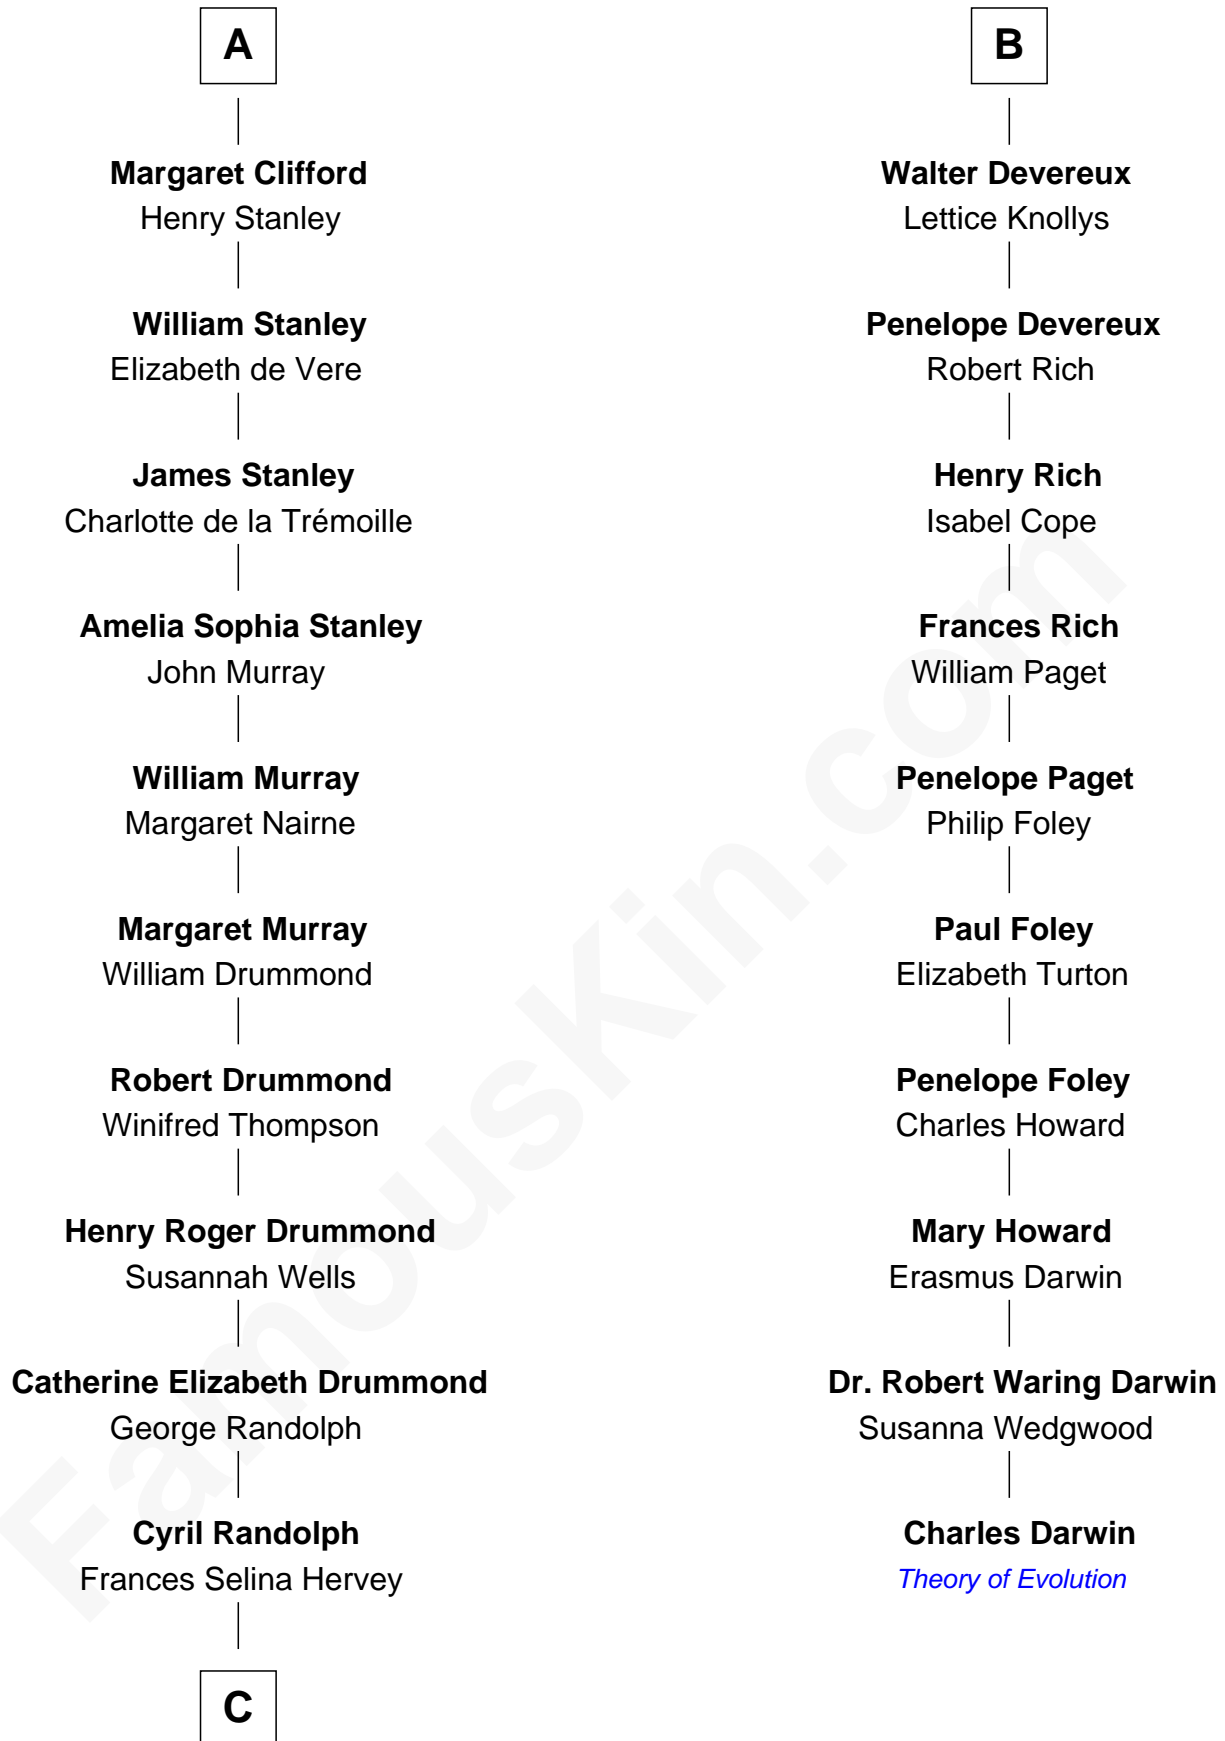 A
Margaret Clifford
Henry Stanley
William Stanley
Elizabeth de Vere
James Stanley
Charlotte de la Trémoille
Amelia Sophia Stanley
John Murray
William Murray
Margaret Nairne
Margaret Murray
William Drummond
Robert Drummond
Winifred Thompson
Henry Roger Drummond
Susannah Wells
Catherine Elizabeth Drummond
George Randolph
Cyril Randolph
Frances Selina Hervey
C
B
Walter Devereux
Lettice Knollys
Penelope Devereux
Robert Rich
Henry Rich
Isabel Cope
Frances Rich
William Paget
Penelope Paget
Philip Foley
Paul Foley
Elizabeth Turton
Penelope Foley
Charles Howard
Mary Howard
Erasmus Darwin
Dr. Robert Waring Darwin
Susanna Wedgwood
Charles Darwin
Theory of Evolution
FamousKin.com